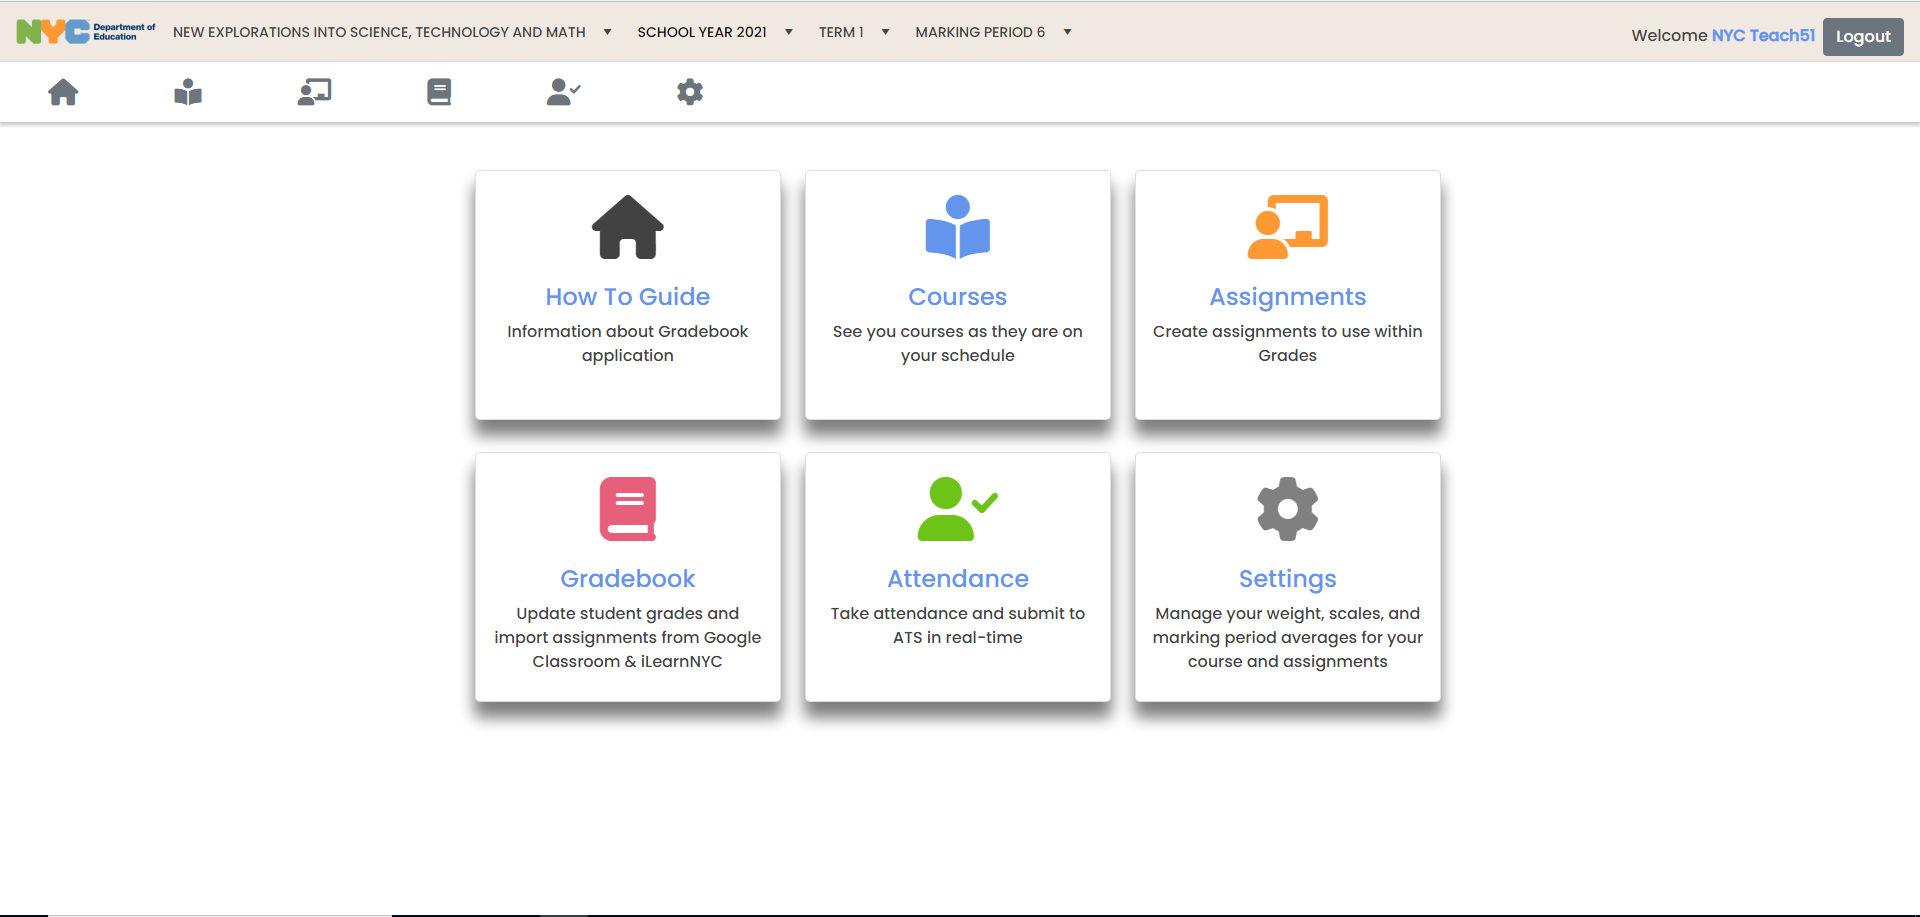 NYC Department of
Education
NEW EXPLORATIONS INTO SCIENCE, TECHNOLOGY AND MATH
SCHOOL YEAR 2021
TERM 1
MARKING PERIOD 6
Welcome NYC Teach51
Logout
How To Guide
Information about Gradebook
application
Courses
See you courses as they are on
your schedule
Assignments
Create assignments to use within
Grades
Gradebook
Update student grades and
import assignments from Google
Classroom & iLearnNYC
Attendance
Take attendance and submit to
ATS in real-time
Settings
Manage your weight, scales, and
marking period averages for your
course and assignments